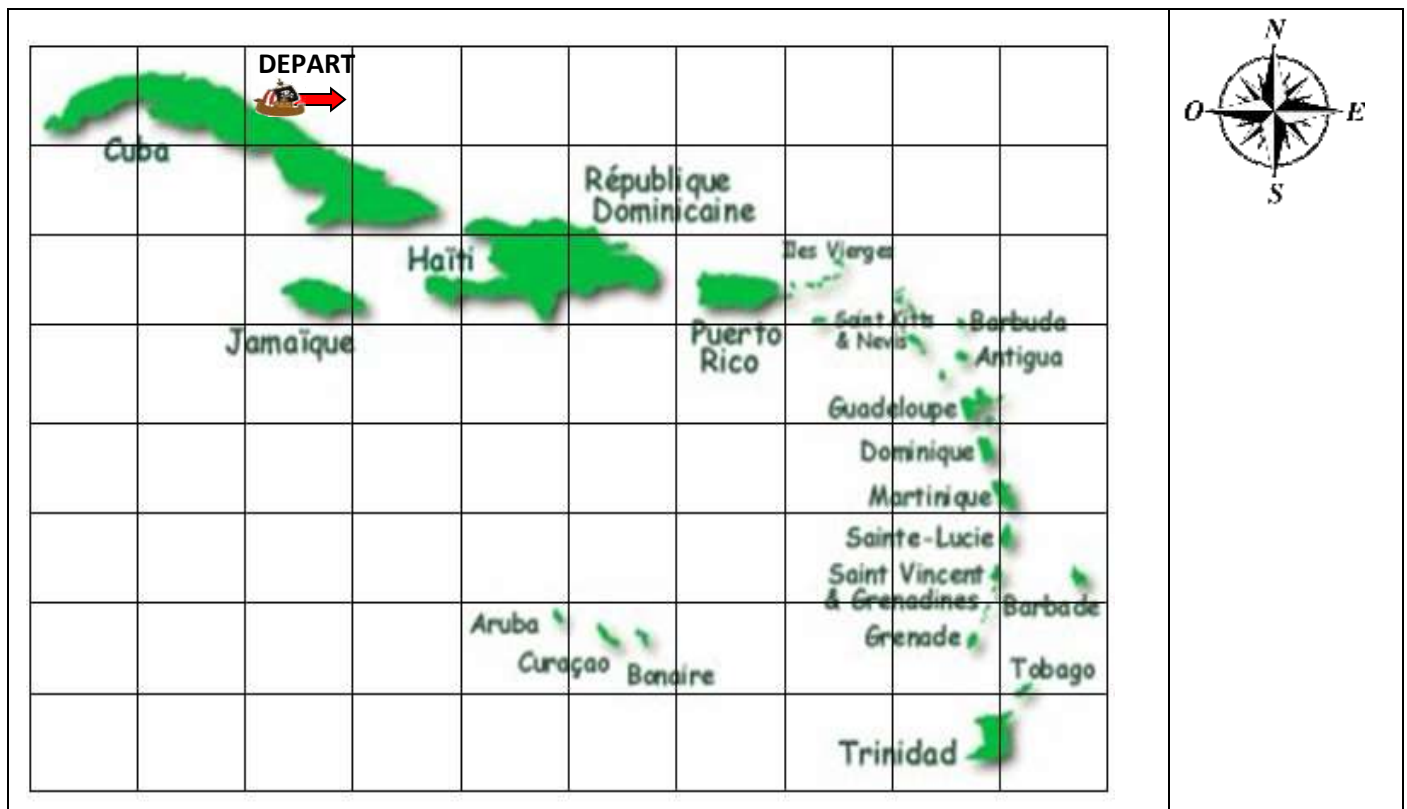 DEPART
N
O
E
S
Cuba
République
Dominicaine
Haïti
Iles Vierges
Jamaïque
Puerto
Rico
Saint Kitts
& Nevis
Barbuda
Antigua
Guadeloupe
Dominique
Martinique
Sainte-Lucie
Saint Vincent
& Grenadines
Barbade
Aruba
Curaçao
Bonaire
Grenade
Tobago
Trinidad